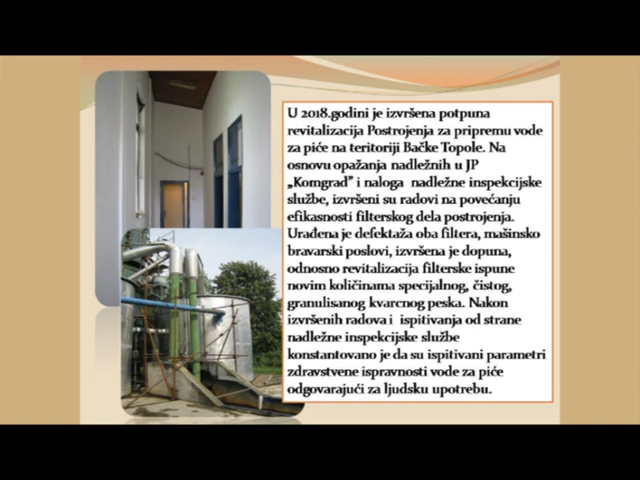 U 2018.godini je izvršena potpuna
revitalizacija Postrojenja za pripremu vode
za piće na teritoriji Bačke Topole. Na
osnovu opažanja nadležnih u JP
„Komgrad” i naloga nadležne inspekcijske
službe, izvršeni su radovi na povećanju
efikasnosti filterskog dela postrojenja.
Urađena je defektaža oba filtera, mašinsko
bravarski poslovi, izvršena je dopuna,
odnosno revitalizacija filterske ispune
novim količinama specijalnog, čistog,
granulisanog kvarcnog peska. Nakon
izvršenih radova i ispitivanja od strane
nadležne inspekcijske službe
konstantovano je da su ispitivani parametri
zdravstvene ispravnosti vode za piće
odgovarajući za ljudsku upotrebu.